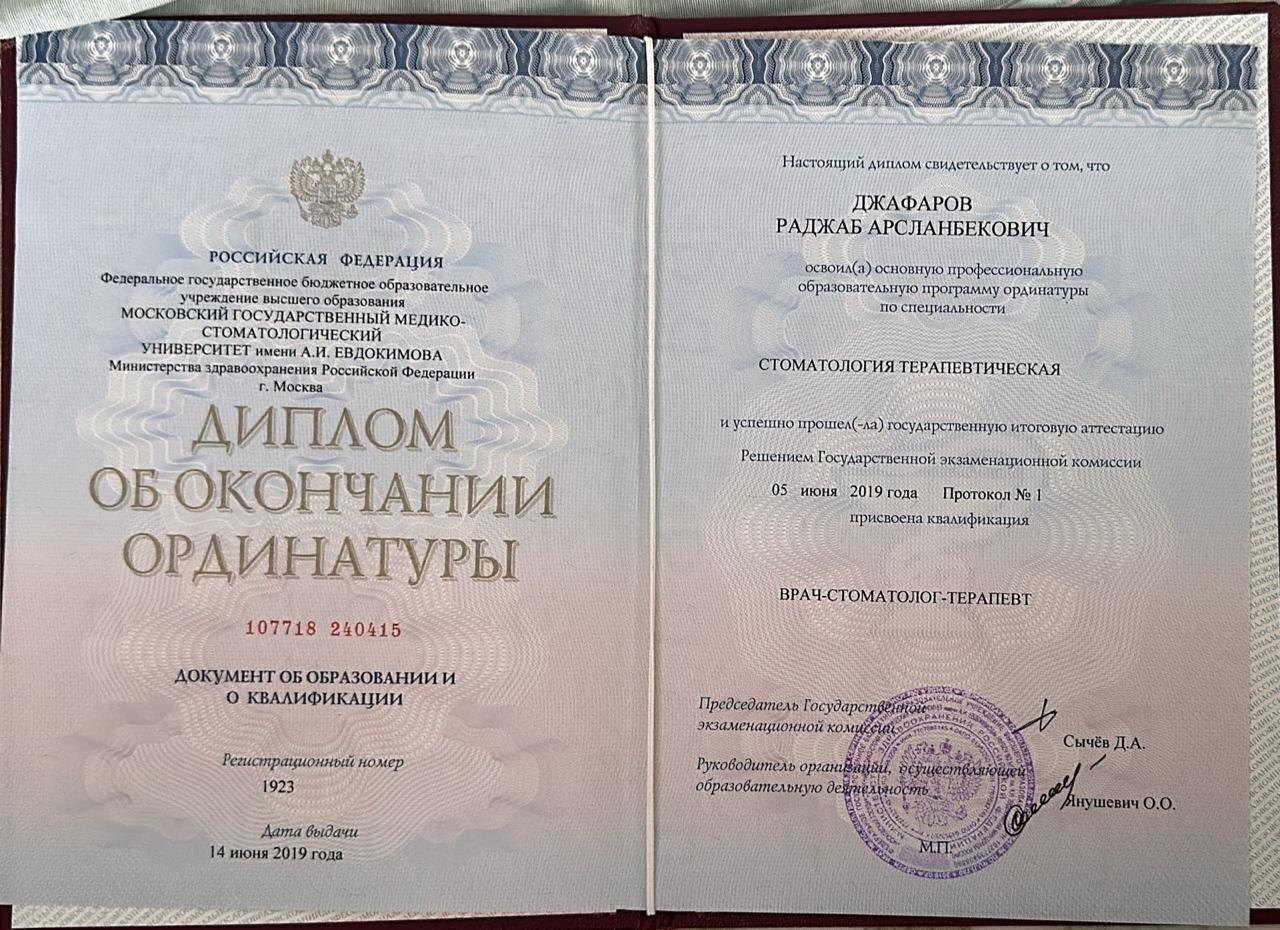 РОССИЙСКАЯ ФЕДЕРАЦИЯ
Федеральное государственное бюджетное образовательное
учреждение высшего образования
МОСКОВСКИЙ ГОСУДАРСТВЕННЫЙ МЕДИКО-
СТОМАТОЛОГИЧЕСКИЙ
УНИВЕРСИТЕТ имени А.И. ЕВДОКИМОВА
Министерства здравоохранения Российской Федерации
г. Москва
ДИПЛОМ
ОБ ОКОНЧАНИИ
ОРДИНАТУРЫ
107718 240415
ДОКУМЕНТ ОБ ОБРАЗОВАНИИ И
О КВАЛИФИКАЦИИ
Регистрационный номер
1923
Дата выдачи
14 июня 2019 года
Настоящий диплом свидетельствует о том, что
ДЖАФАРОВ
РАДЖАБ АРСЛАНБЕКОВИЧ
освоил(а) основную профессиональную
образовательную программу ординатуры
по специальности
СТОМАТОЛОГИЯ ТЕРАПЕВТИЧЕСКАЯ
и успешно прошел(-ла) государственную итоговую аттестацию
Решением Государственной экзаменационной комиссии
05 июня 2019 года Протокол № 1
присвоена квалификация
ВРАЧ-СТОМАТОЛОГ-ТЕРАПЕВТ
Председатель Государственной
экзаменационной комиссии
Сычёв Д.А.
Руководитель организации, осуществляющей
образовательную деятельность
Янушевич О.О.
М.П.